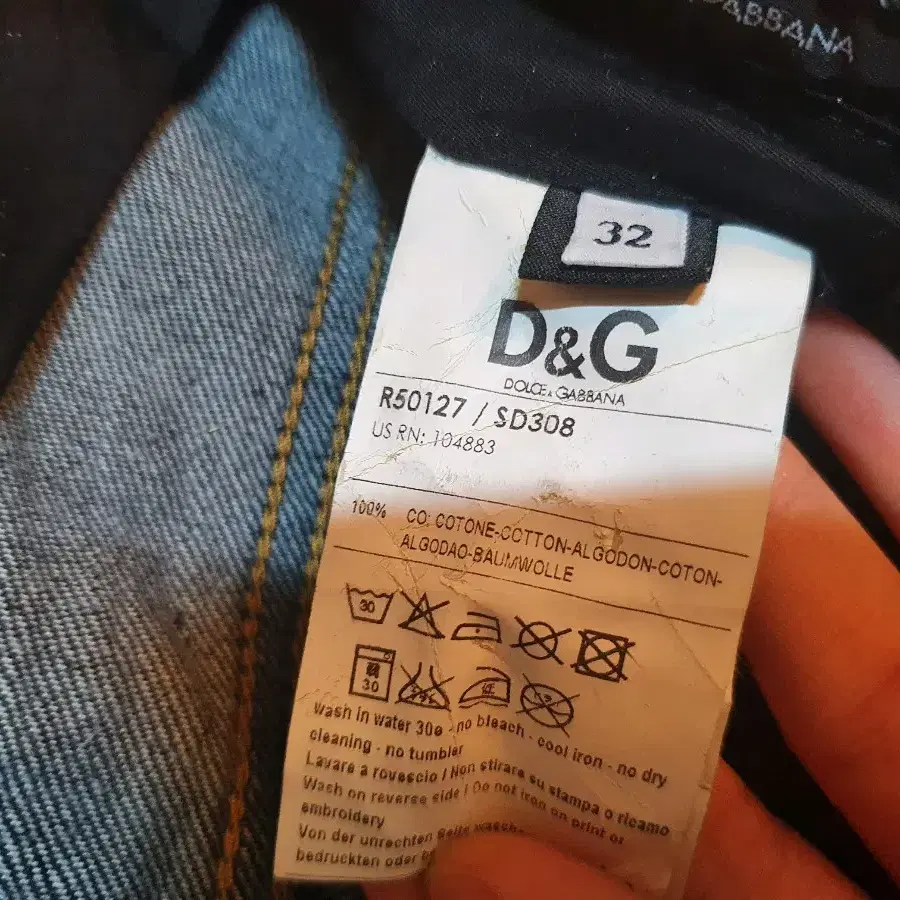 GABBANA
32
D&G
DOLCE & GABBANA
R50127 / SD308
US RN: 104883
100% CO: COTONE-COTTON-ALGODON-COTON-
ALGODAO-BAUMWOLLE
30
30
wash in water 30e - no bleach - cool iron - no dry
cleaning - no tumbler
Lavare a rovescio / Non stirare su stampa o ricamo
Wash on reverse side / Do not iron on print or
embroidery
Von der unrechten Seite wasch-
bedruckten oder